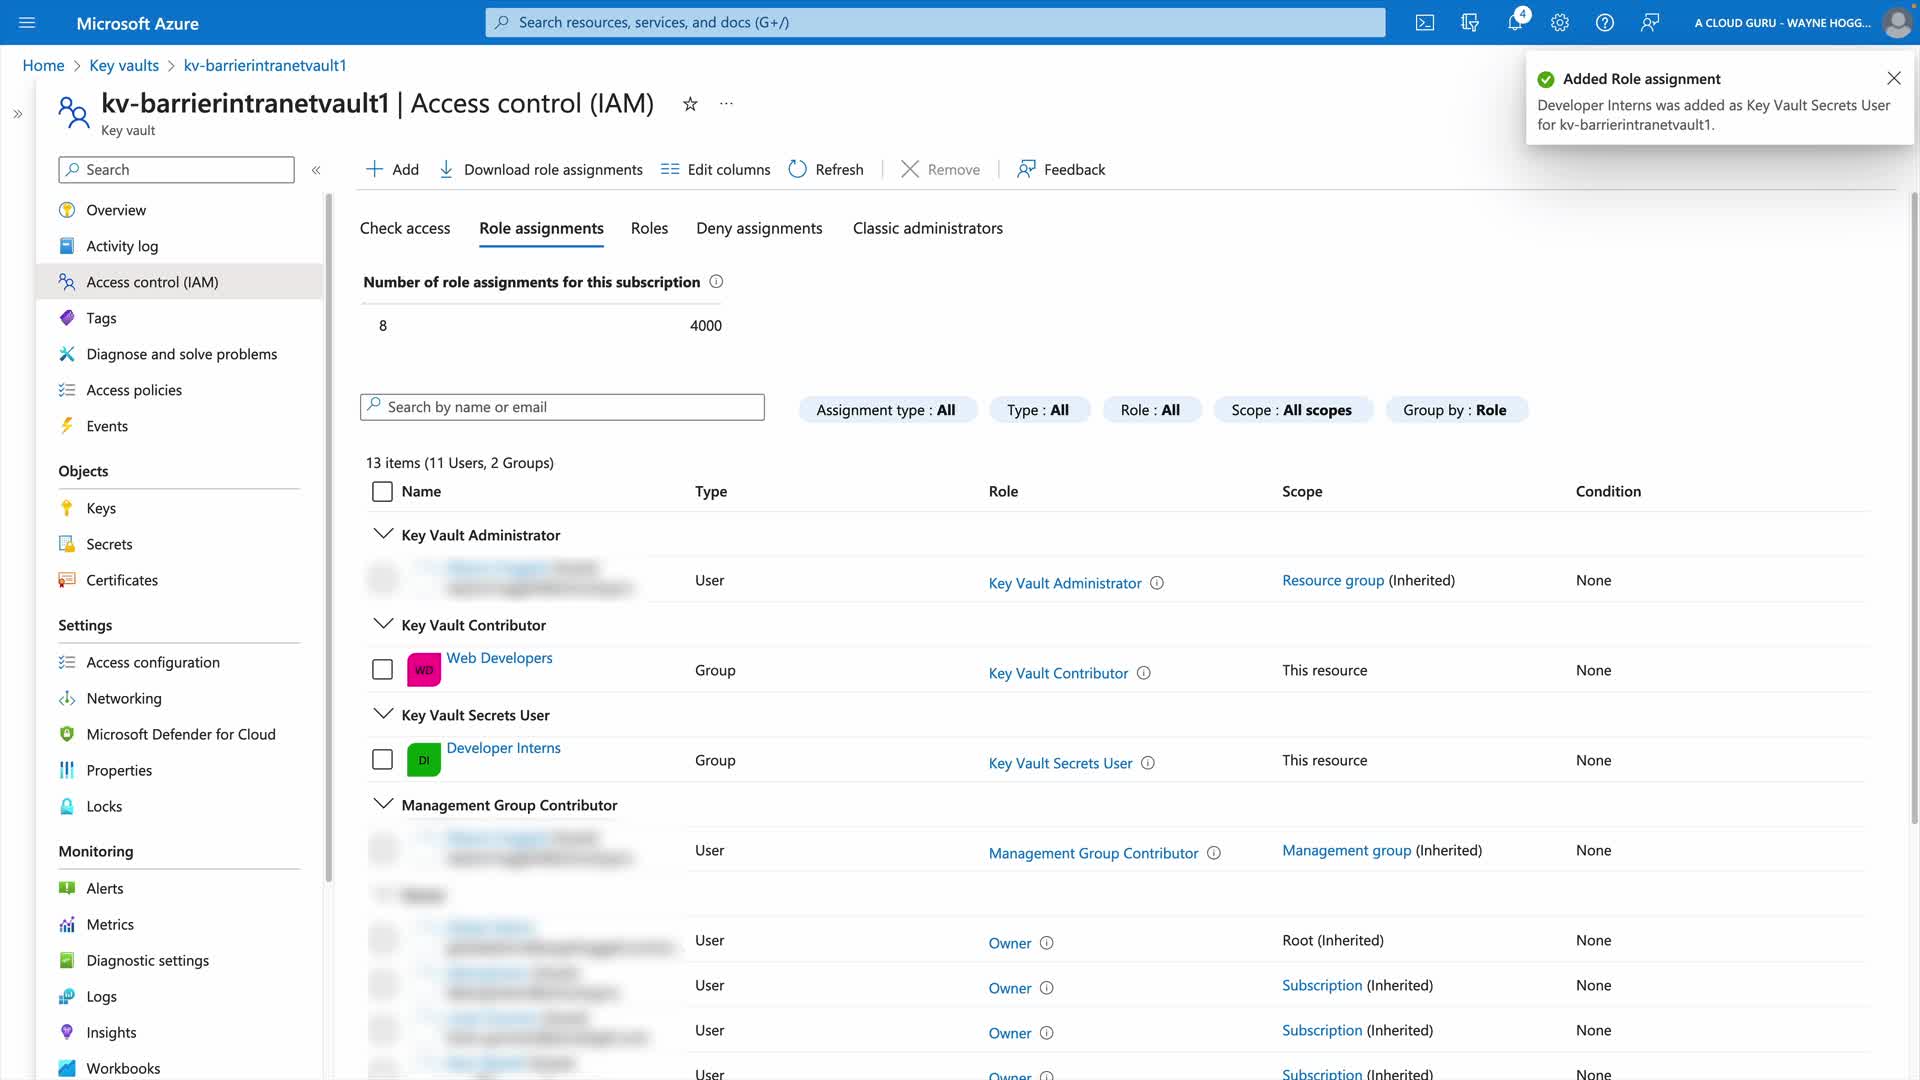 Microsoft Azure
Search resources, services, and docs (G+/)
4
A CLOUD GURU - WAYNE HOGG...
Home > Key vaults > kv-barrierintranetvault1
kv-barrierintranetvault1 | Access control (IAM)
Key vault
Added Role assignment
Developer Interns was added as Key Vault Secrets User
for kv-barrierintranetvault1.
Search
Add
Download role assignments
Edit columns
Refresh
Remove
Feedback
Overview
Activity log
Access control (IAM)
Tags
Diagnose and solve problems
Access policies
Events
Objects
Keys
Secrets
Certificates
Settings
Access configuration
Networking
Microsoft Defender for Cloud
Properties
Locks
Monitoring
Alerts
Metrics
Diagnostic settings
Logs
Insights
Workbooks
Check access
Role assignments
Roles
Deny assignments
Classic administrators
Number of role assignments for this subscription
8 4000
Search by name or email
Assignment type : All
Type : All
Role : All
Scope : All scopes
Group by : Role
13 items (11 Users, 2 Groups)
Name Type Role Scope Condition
Key Vault Administrator
User Key Vault Administrator Resource group (Inherited) None
Key Vault Contributor
WD Web Developers Group Key Vault Contributor This resource None
Key Vault Secrets User
DI Developer Interns Group Key Vault Secrets User This resource None
Management Group Contributor
User Management Group Contributor Management group (Inherited) None
User Owner Root (Inherited) None
User Owner Subscription (Inherited) None
User Owner Subscription (Inherited) None
User Owner Subscription (Inherited) None